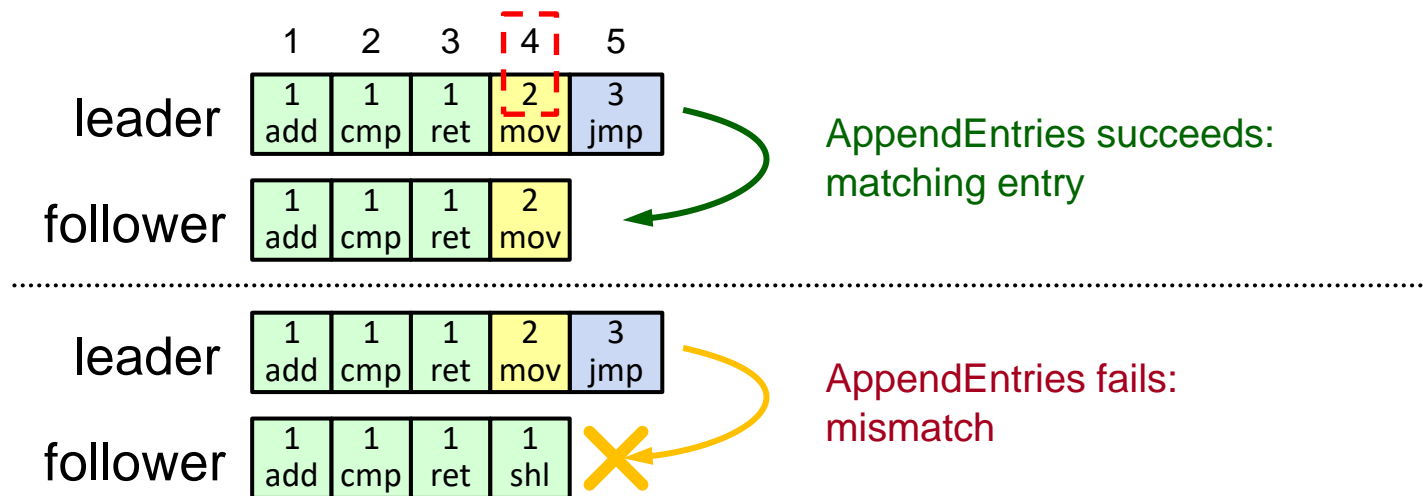 1 2 3 4 5
leader 1 1 1 2 3
add cmp ret mov jmp
AppendEntries succeeds:
matching entry
follower 1 1 1 2
add cmp ret mov
leader 1 1 1 2 3
add cmp ret mov jmp
AppendEntries fails:
mismatch
follower 1 1 1 1
add cmp ret shl